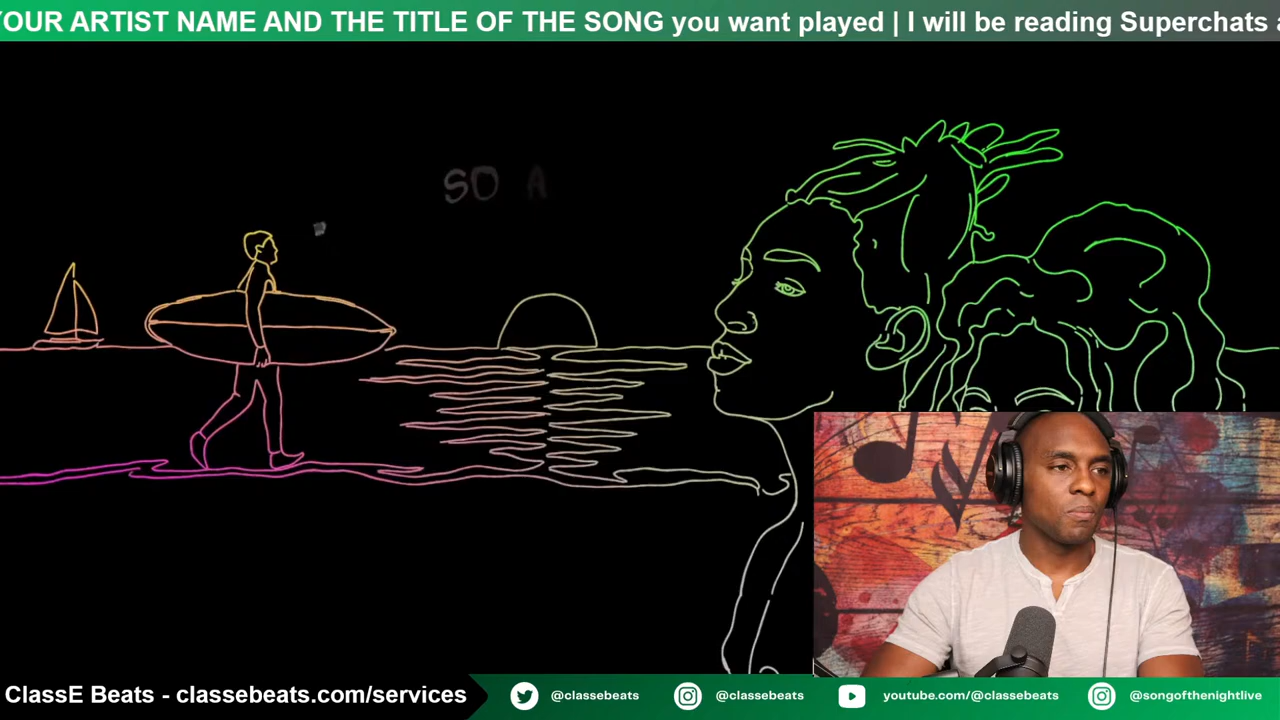 YOUR ARTIST NAME AND THE TITLE OF THE SONG you want played | I will be reading Superchats a
SO A
ClassE Beats - classebeats.com/services
@classebeats
@classebeats
youtube.com/@classebeats
@songofthenightlive